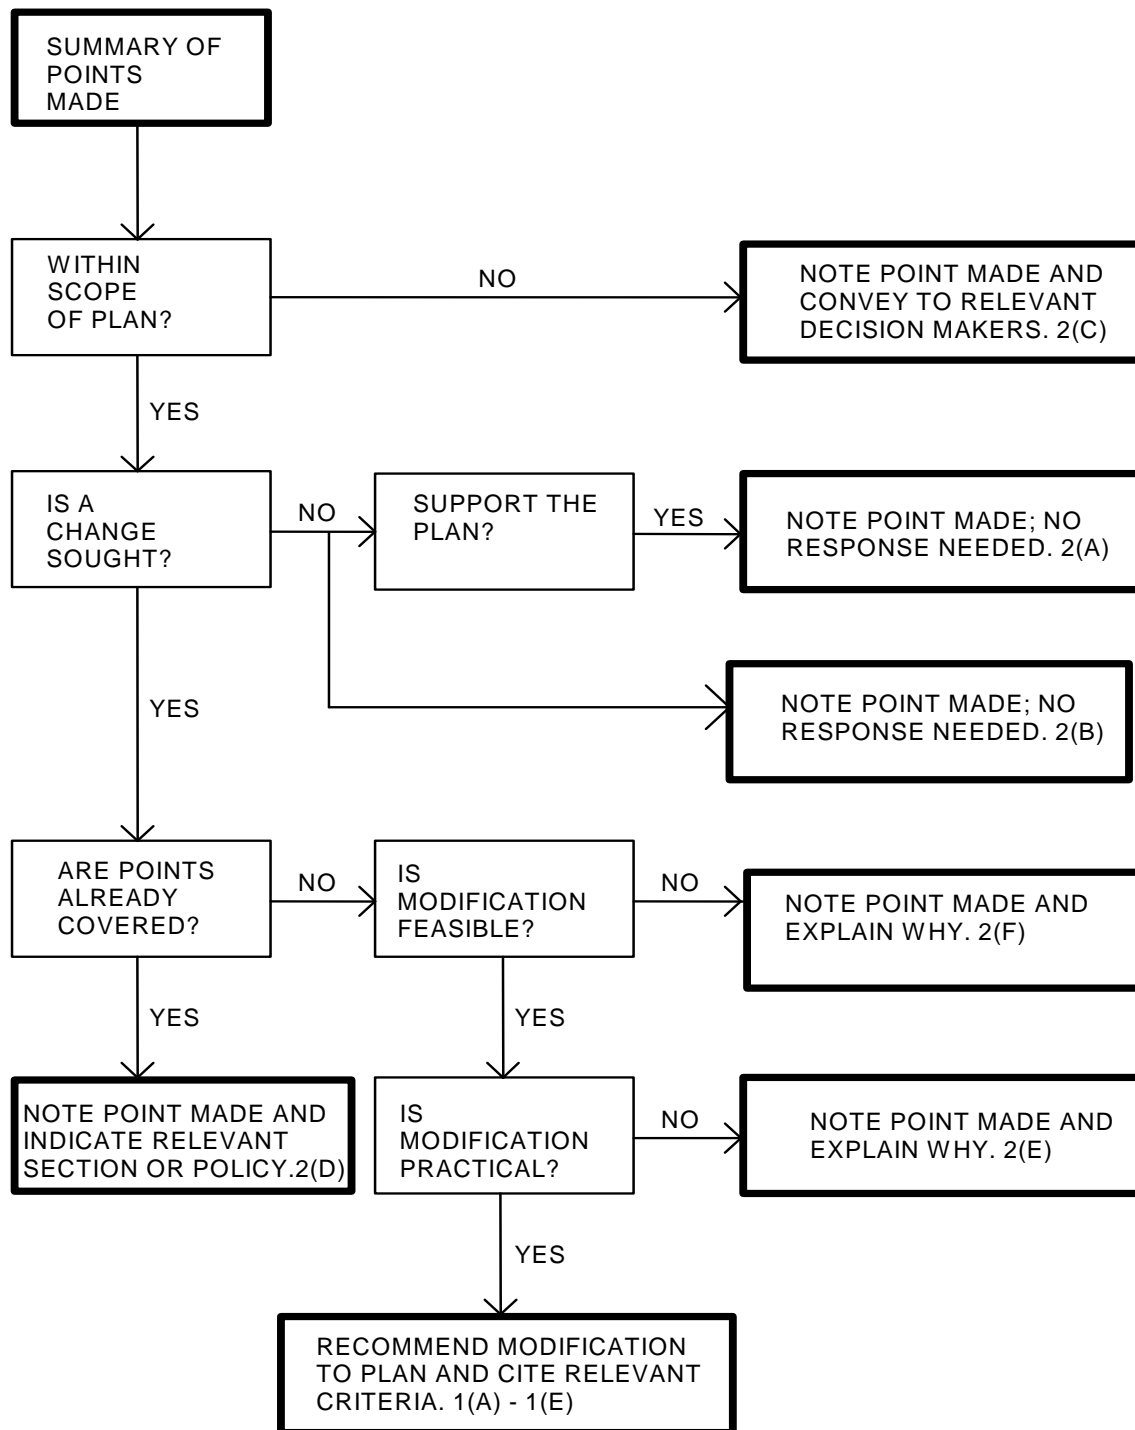 SUMMARY OF
POINTS
MADE
WITHIN
SCOPE
OF PLAN?
NO
NOTE POINT MADE AND
CONVEY TO RELEVANT
DECISION MAKERS. 2(C)
YES
IS A
CHANGE
SOUGHT?
NO
SUPPORT THE
PLAN?
YES
NOTE POINT MADE; NO
RESPONSE NEEDED. 2(A)
YES
NOTE POINT MADE; NO
RESPONSE NEEDED. 2(B)
ARE POINTS
ALREADY
COVERED?
NO
IS
MODIFICATION
FEASIBLE?
NO
NOTE POINT MADE AND
EXPLAIN WHY. 2(F)
YES
YES
NOTE POINT MADE AND
INDICATE RELEVANT
SECTION OR POLICY.2(D)
IS
MODIFICATION
PRACTICAL?
NO
NOTE POINT MADE AND
EXPLAIN WHY. 2(E)
YES
RECOMMEND MODIFICATION
TO PLAN AND CITE RELEVANT
CRITERIA. 1(A) - 1(E)